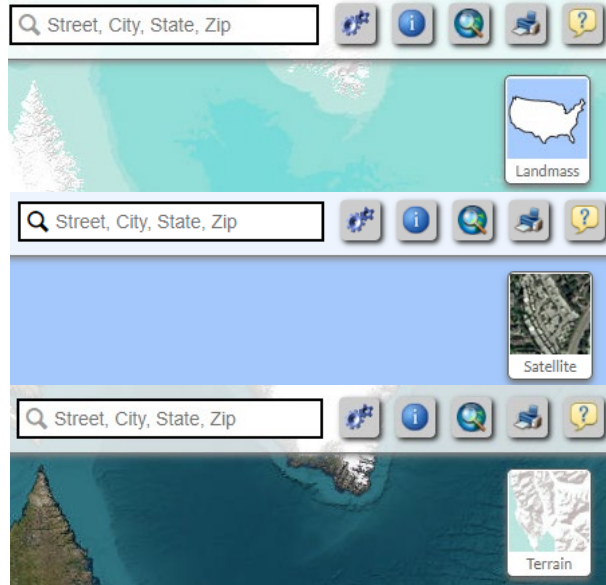 Street, City, State, Zip
Landmass
Street, City, State, Zip
Satellite
Street, City, State, Zip
Terrain